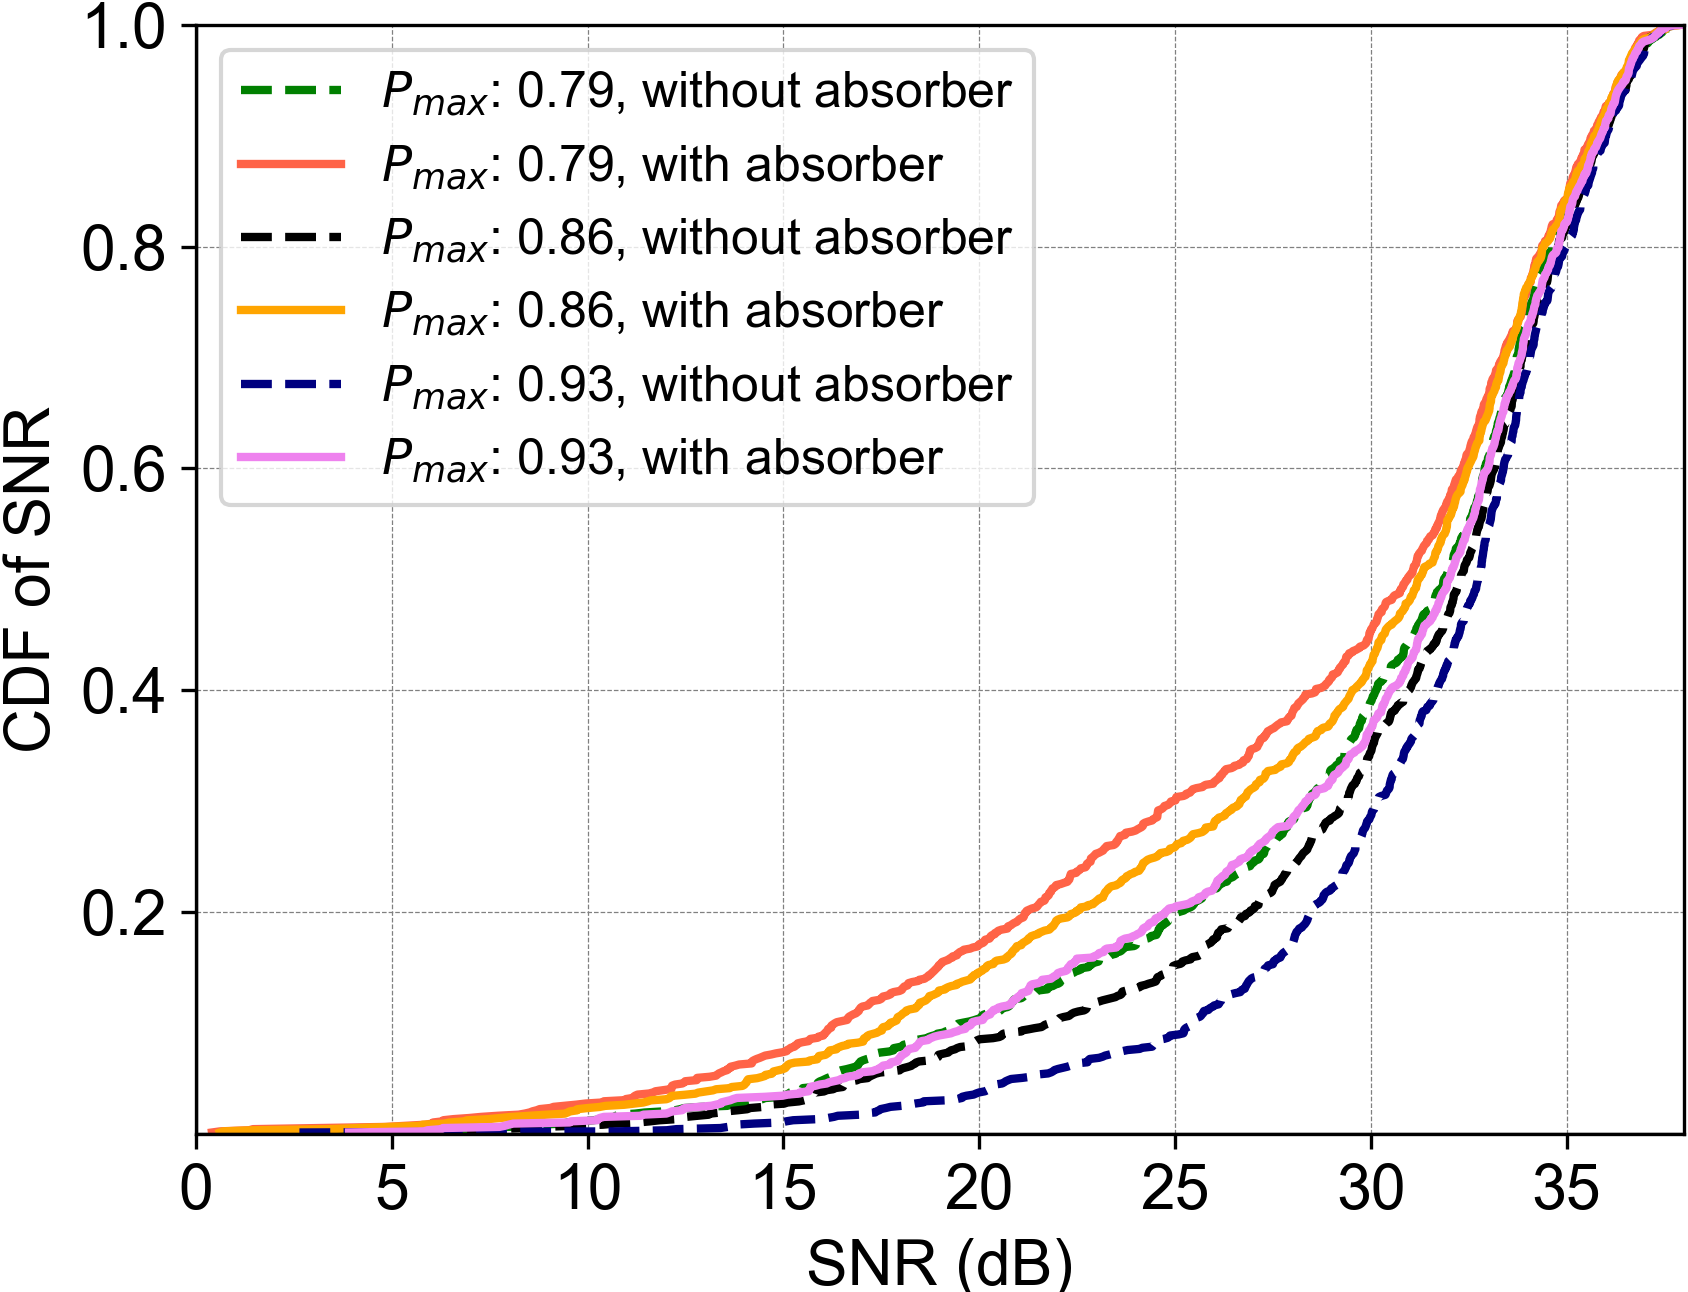 1.0
0.8
0.6
0.4
0.2
CDF of SNR
P_max: 0.79, without absorber
P_max: 0.79, with absorber
P_max: 0.86, without absorber
P_max: 0.86, with absorber
P_max: 0.93, without absorber
P_max: 0.93, with absorber
0 5 10 15 20 25 30 35
SNR (dB)